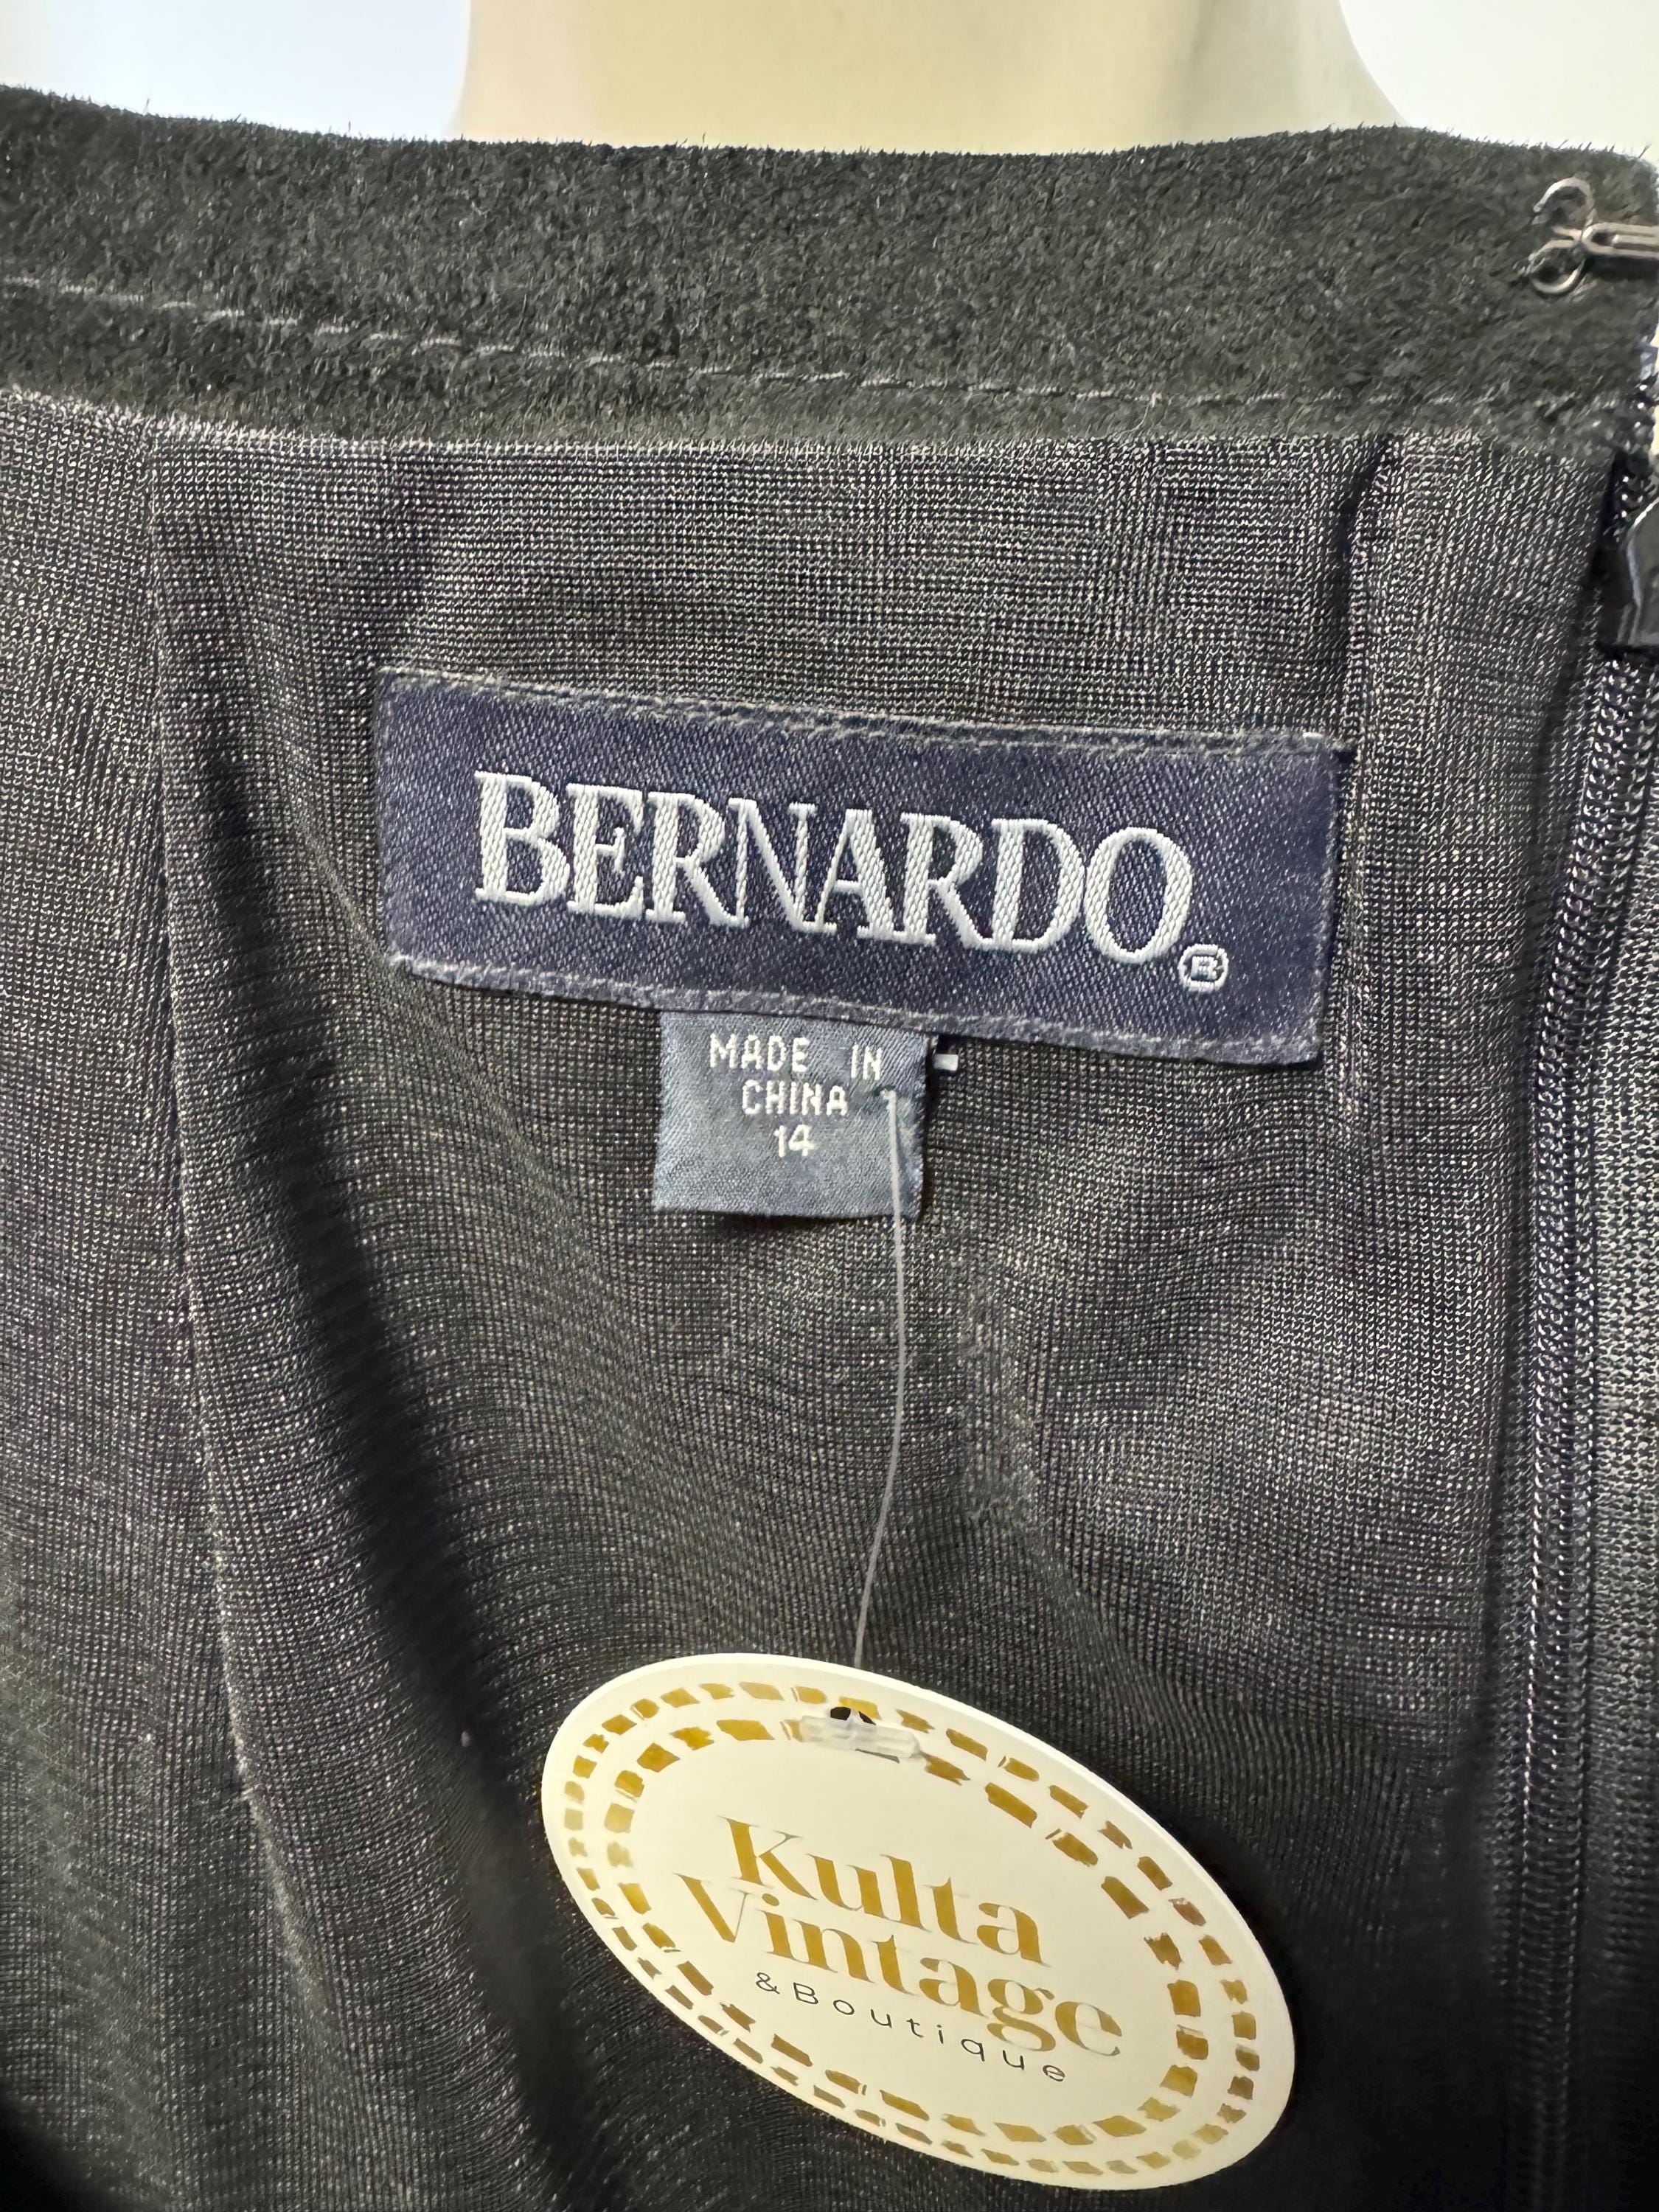 BERNARDO®
MADE IN
CHINA
14
Kulta
Vintage
&Boutique